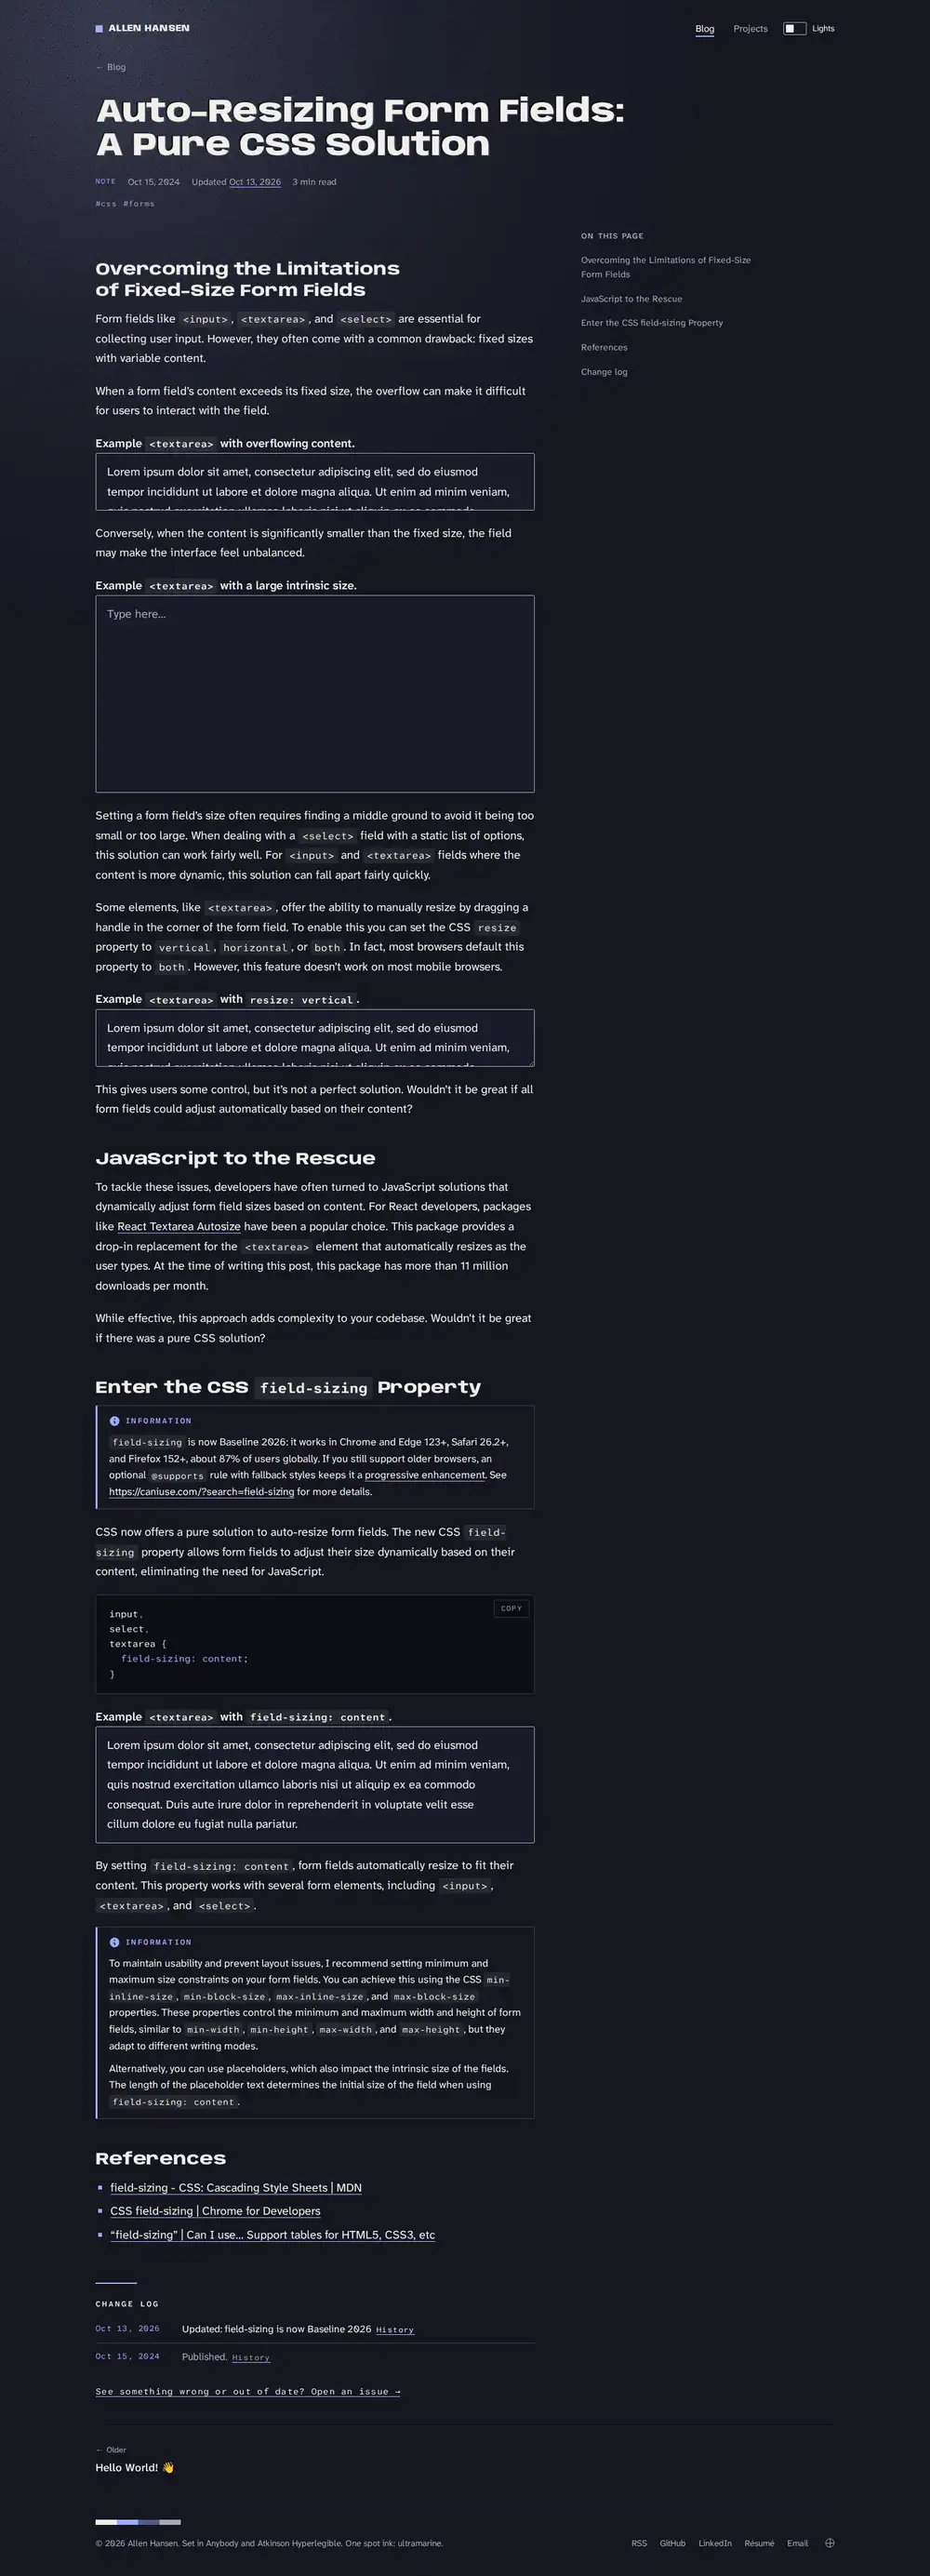 ALLEN HANSEN
Blog
Projects
Lights
← Blog
Auto-Resizing Form Fields:
A Pure CSS Solution
NOTE Oct 15, 2024 Updated Oct 13, 2026 3 min read
#css #forms
ON THIS PAGE
Overcoming the Limitations of Fixed-Size
Form Fields
JavaScript to the Rescue
Enter the CSS field-sizing Property
References
Change log
Overcoming the Limitations
of Fixed-Size Form Fields
Form fields like <input>, <textarea>, and <select> are essential for
collecting user input. However, they often come with a common drawback: fixed sizes
with variable content.
When a form field's content exceeds its fixed size, the overflow can make it difficult
for users to interact with the field.
Example <textarea> with overflowing content.
Lorem ipsum dolor sit amet, consectetur adipiscing elit, sed do eiusmod
tempor incididunt ut labore et dolore magna aliqua. Ut enim ad minim veniam,
quis nostrud exercitation ullamco laboris nisi ut aliquip ex ea commodo
Conversely, when the content is significantly smaller than the fixed size, the field
may make the interface feel unbalanced.
Example <textarea> with a large intrinsic size.
Type here...
Setting a form field's size often requires finding a middle ground to avoid it being too
small or too large. When dealing with a <select> field with a static list of options,
this solution can work fairly well. For <input> and <textarea> fields where the
content is more dynamic, this solution can fall apart fairly quickly.
Some elements, like <textarea>, offer the ability to manually resize by dragging a
handle in the corner of the form field. To enable this you can set the CSS resize
property to vertical, horizontal, or both. In fact, most browsers default this
property to both. However, this feature doesn't work on most mobile browsers.
Example <textarea> with resize: vertical.
Lorem ipsum dolor sit amet, consectetur adipiscing elit, sed do eiusmod
tempor incididunt ut labore et dolore magna aliqua. Ut enim ad minim veniam,
quis nostrud exercitation ullamco laboris nisi ut aliquip ex ea commodo
This gives users some control, but it's not a perfect solution. Wouldn't it be great if all
form fields could adjust automatically based on their content?
JavaScript to the Rescue
To tackle these issues, developers have often turned to JavaScript solutions that
dynamically adjust form field sizes based on content. For React developers, packages
like React Textarea Autosize have been a popular choice. This package provides a
drop-in replacement for the <textarea> element that automatically resizes as the
user types. At the time of writing this post, this package has more than 11 million
downloads per month.
While effective, this approach adds complexity to your codebase. Wouldn't it be great
if there was a pure CSS solution?
Enter the CSS field-sizing Property
INFORMATION
field-sizing is now Baseline 2026: it works in Chrome and Edge 123+, Safari 26.2+,
and Firefox 152+, about 87% of users globally. If you still support older browsers, an
optional @supports rule with fallback styles keeps it a progressive enhancement. See
https://caniuse.com/?search=field-sizing for more details.
CSS now offers a pure solution to auto-resize form fields. The new CSS field-
sizing property allows form fields to adjust their size dynamically based on their
content, eliminating the need for JavaScript.
COPY
input,
select,
textarea {
field-sizing: content;
}
Example <textarea> with field-sizing: content.
Lorem ipsum dolor sit amet, consectetur adipiscing elit, sed do eiusmod
tempor incididunt ut labore et dolore magna aliqua. Ut enim ad minim veniam,
quis nostrud exercitation ullamco laboris nisi ut aliquip ex ea commodo
consequat. Duis aute irure dolor in reprehenderit in voluptate velit esse
cillum dolore eu fugiat nulla pariatur.
By setting field-sizing: content, form fields automatically resize to fit their
content. This property works with several form elements, including <input>,
<textarea>, and <select>.
INFORMATION
To maintain usability and prevent layout issues, I recommend setting minimum and
maximum size constraints on your form fields. You can achieve this using the CSS min-
inline-size, min-block-size, max-inline-size, and max-block-size
properties. These properties control the minimum and maximum width and height of form
fields, similar to min-width, min-height, max-width, and max-height, but they
adapt to different writing modes.
Alternatively, you can use placeholders, which also impact the intrinsic size of the fields.
The length of the placeholder text determines the initial size of the field when using
field-sizing: content.
References
field-sizing - CSS: Cascading Style Sheets | MDN
CSS field-sizing | Chrome for Developers
"field-sizing" | Can I use... Support tables for HTML5, CSS3, etc
CHANGE LOG
Oct 13, 2026 Updated: field-sizing is now Baseline 2026 History
Oct 15, 2024 Published. History
See something wrong or out of date? Open an issue →
← Older
Hello World! 👋
© 2026 Allen Hansen. Set in Anybody and Atkinson Hyperlegible. One spot ink: ultramarine.
RSS GitHub LinkedIn Résumé Email